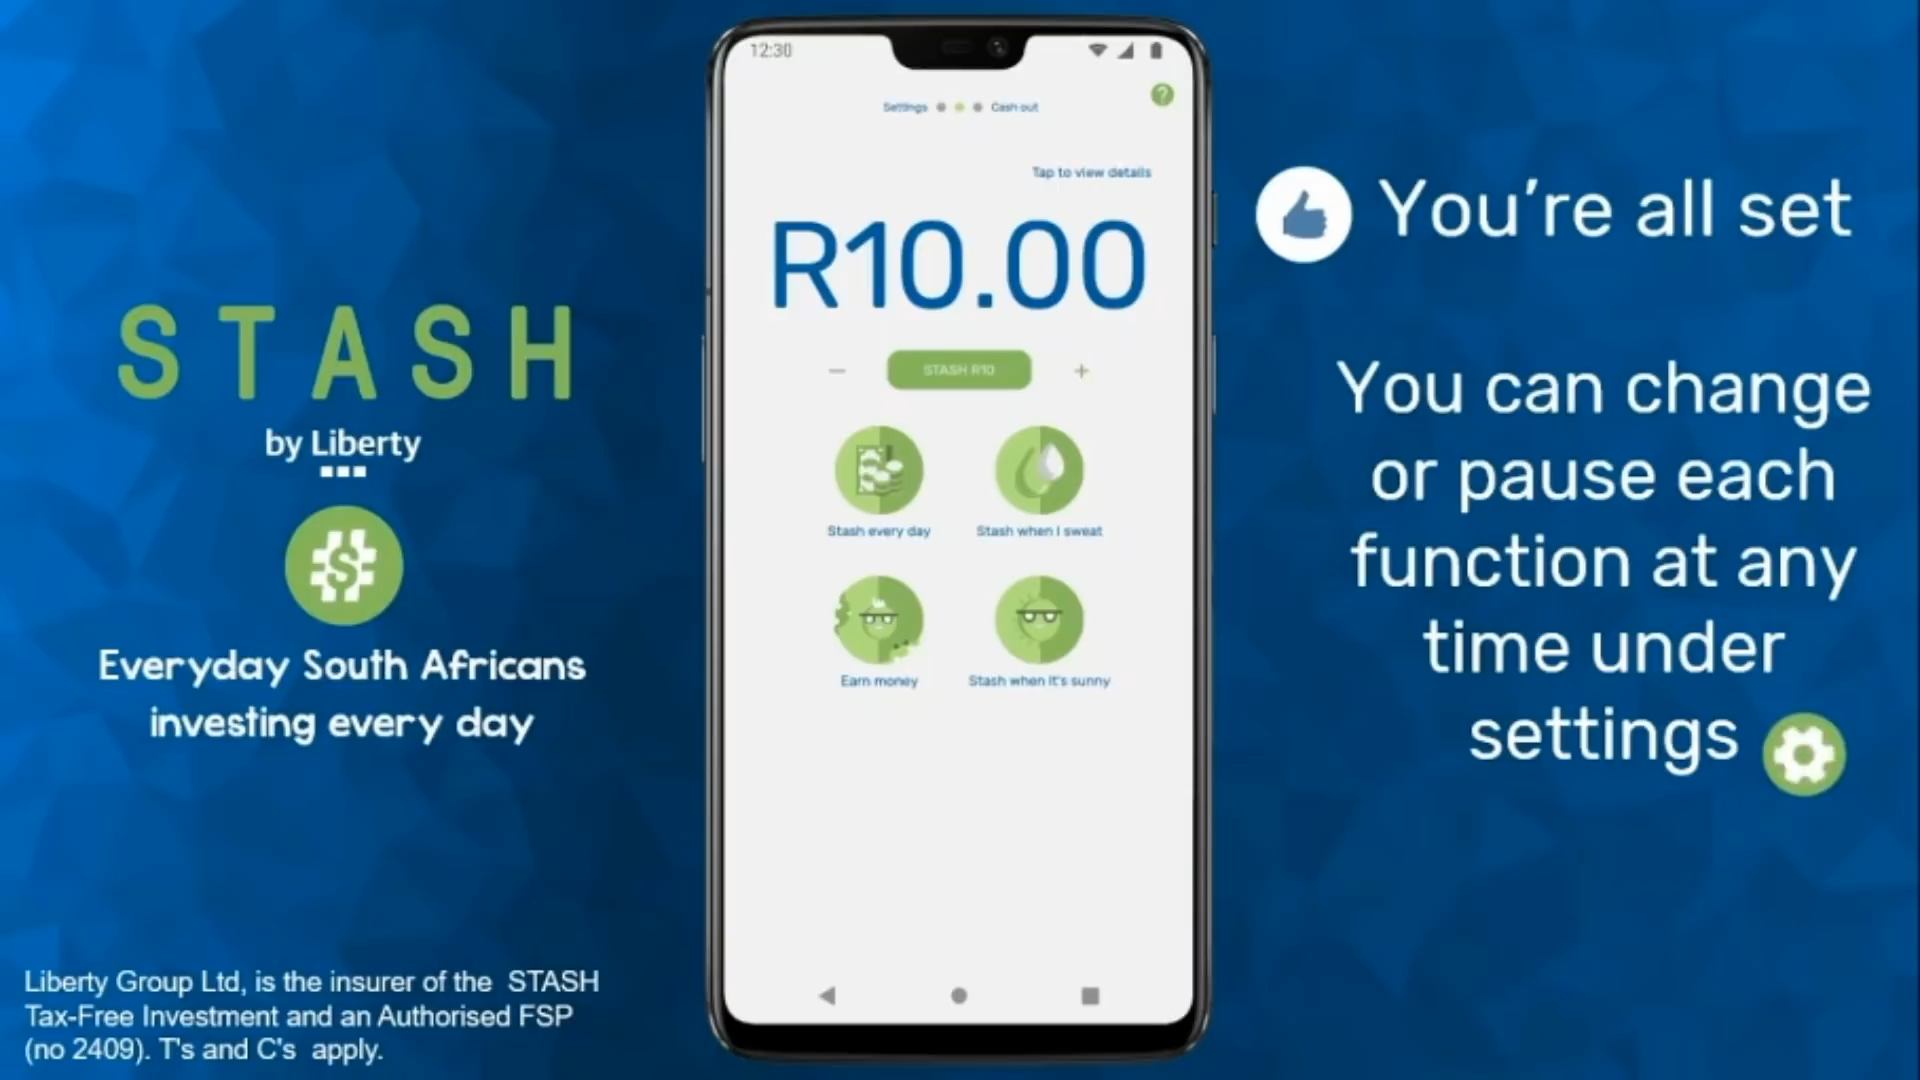 STASH
by Liberty
Everyday South Africans
investing every day
Liberty Group Ltd, is the insurer of the STASH
Tax-Free Investment and an Authorised FSP
(no 2409). T's and C's apply.
12:30
Settings
Cash out
?
Tap to view details
R10.00
− STASH R10 +
Stash every day
Stash when I sweat
Earn money
Stash when it's sunny
You're all set
You can change
or pause each
function at any
time under
settings